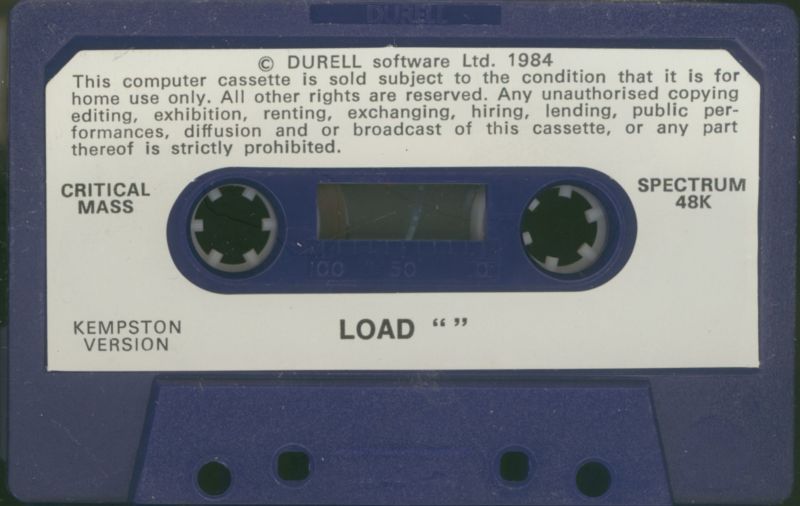 DURELL
© DURELL software Ltd. 1984
This computer cassette is sold subject to the condition that it is for
home use only. All other rights are reserved. Any unauthorised copying
editing, exhibition, renting, exchanging, hiring, lending, public per-
formances, diffusion and or broadcast of this cassette, or any part
thereof is strictly prohibited.
CRITICAL
MASS
SPECTRUM
48K
100 50 0
KEMPSTON
VERSION
LOAD “ ”